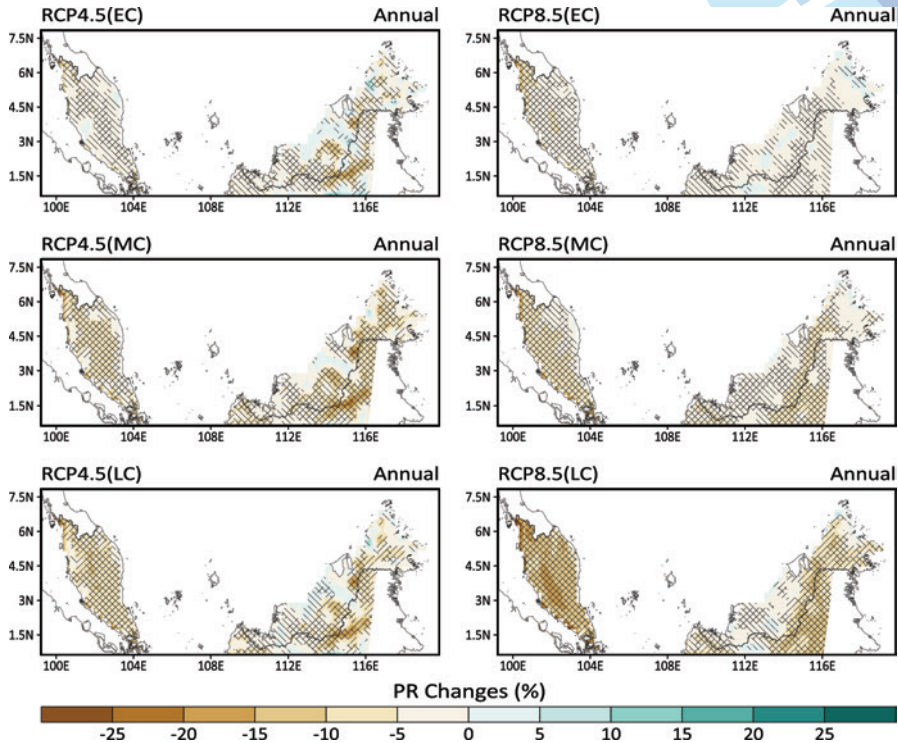 RCP4.5(EC) Annual RCP8.5(EC) Annual
7.5N 7.5N
6N 6N
4.5N 4.5N
3N 3N
1.5N 1.5N
100E 104E 108E 112E 116E 100E 104E 108E 112E 116E
RCP4.5(MC) Annual RCP8.5(MC) Annual
7.5N 7.5N
6N 6N
4.5N 4.5N
3N 3N
1.5N 1.5N
100E 104E 108E 112E 116E 100E 104E 108E 112E 116E
RCP4.5(LC) Annual RCP8.5(LC) Annual
7.5N 7.5N
6N 6N
4.5N 4.5N
3N 3N
1.5N 1.5N
100E 104E 108E 112E 116E 100E 104E 108E 112E 116E
PR Changes (%)
-25 -20 -15 -10 -5 0 5 10 15 20 25